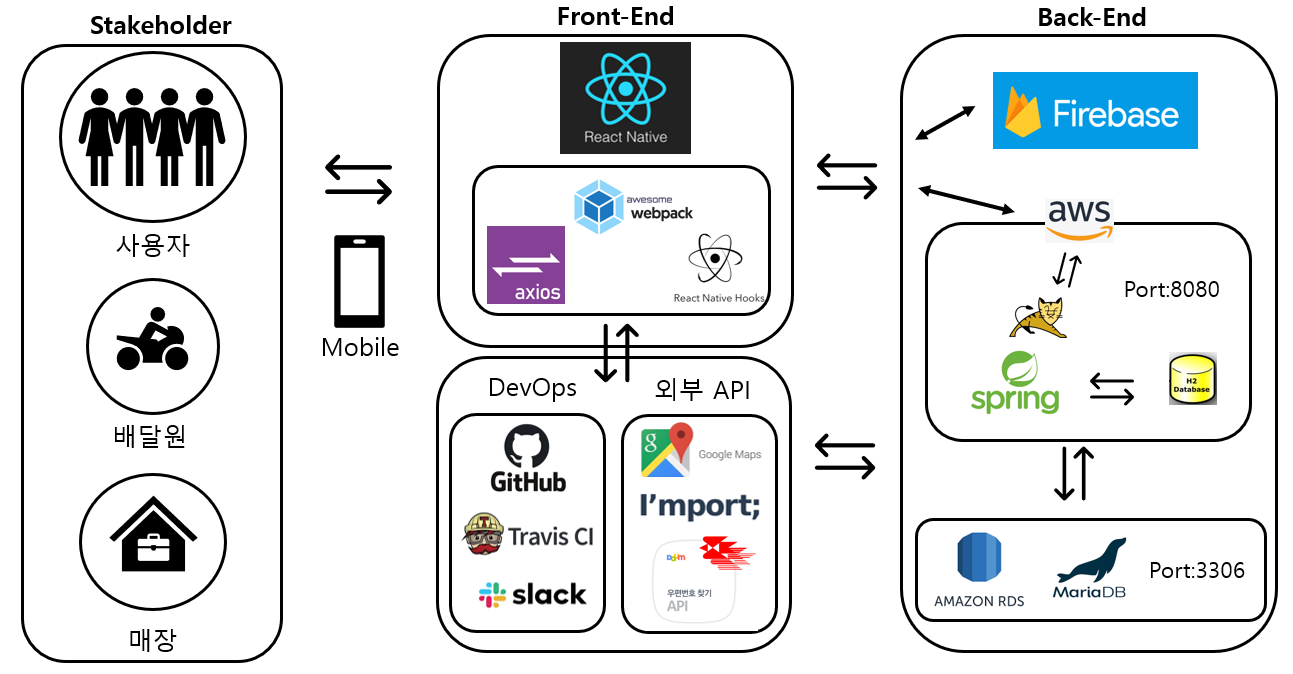 Stakeholder
사용자
배달원
매장
Mobile
Front-End
React Native
awesome
webpack
axios
React Native Hooks
DevOps
GitHub
Travis CI
slack
외부 API
g
Google Maps
I'mport;
Daum
우편번호 찾기
API
Back-End
Firebase
aws
Port:8080
spring
H2
Database
AMAZON RDS
MariaDB
Port:3306